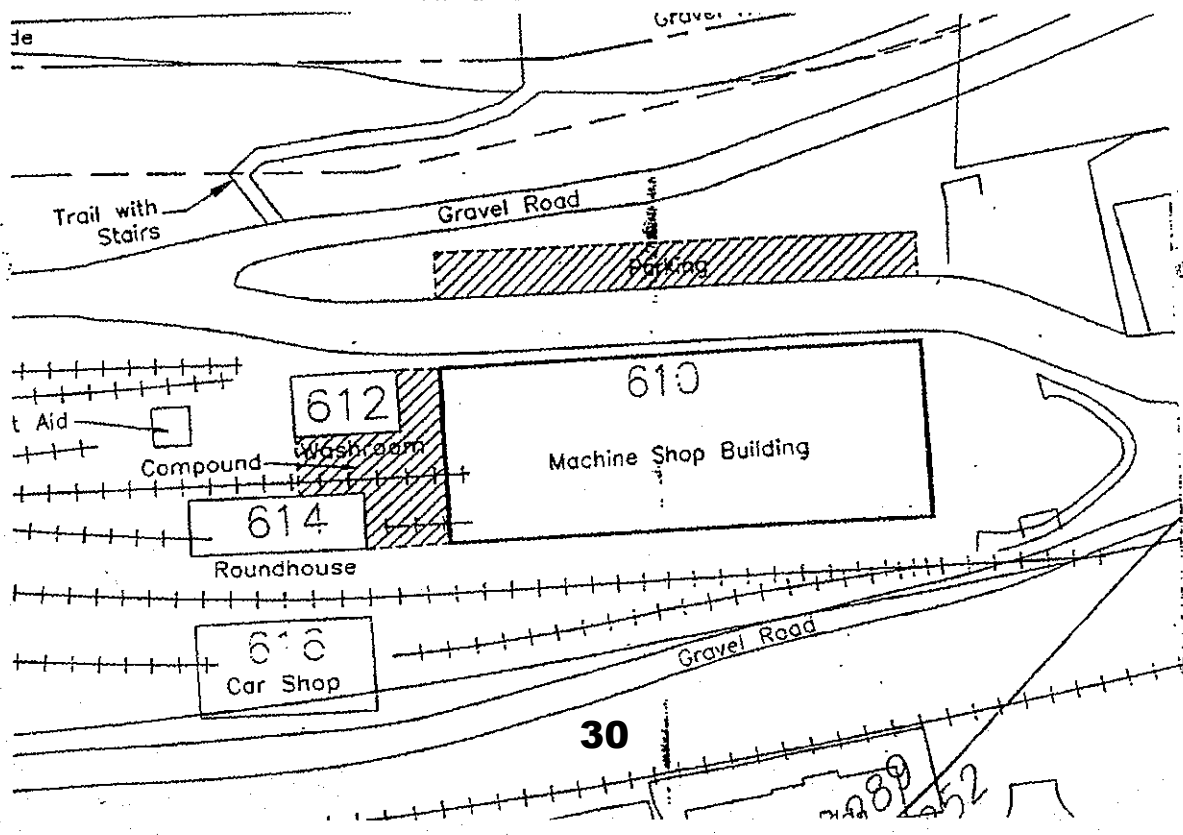 Gravel
Trail with
Stairs
Gravel Road
Parking
610
612
t Aid
Washroom
Machine Shop Building
Compound
614
Roundhouse
616
Car Shop
Gravel Road
30